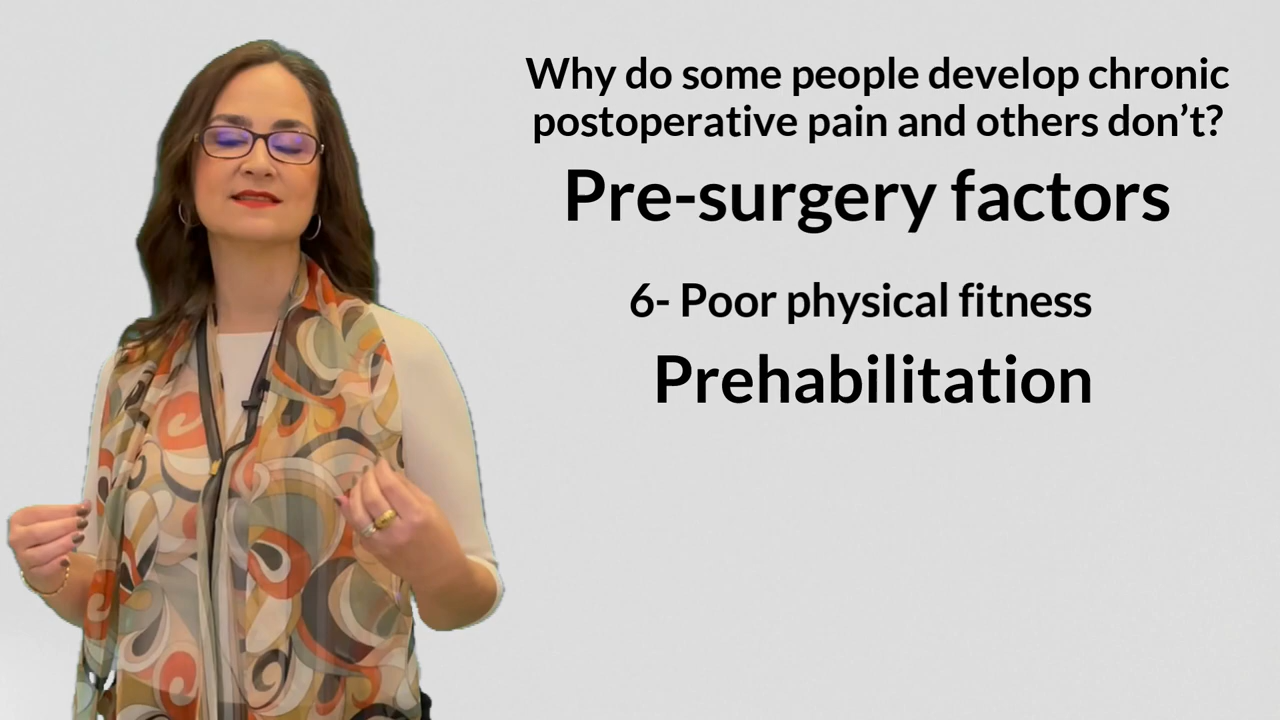 Why do some people develop chronic
postoperative pain and others don’t?
Pre-surgery factors
6- Poor physical fitness
Prehabilitation